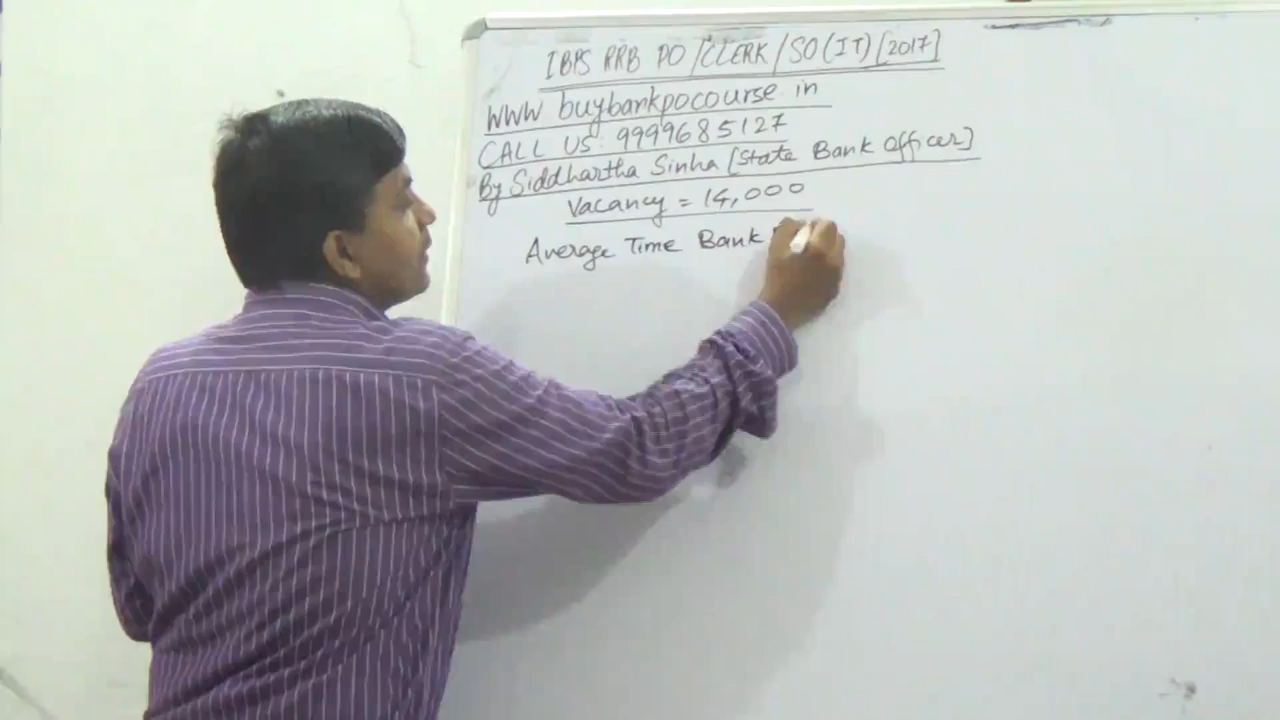 IBPS RRB PO/CLERK/SO(IT)[2017]
WWW buybankpocourse in
CALL US: 9999685127
By Siddhartha Sinha [State Bank Officer]
Vacancy = 14,000
Average Time Bank